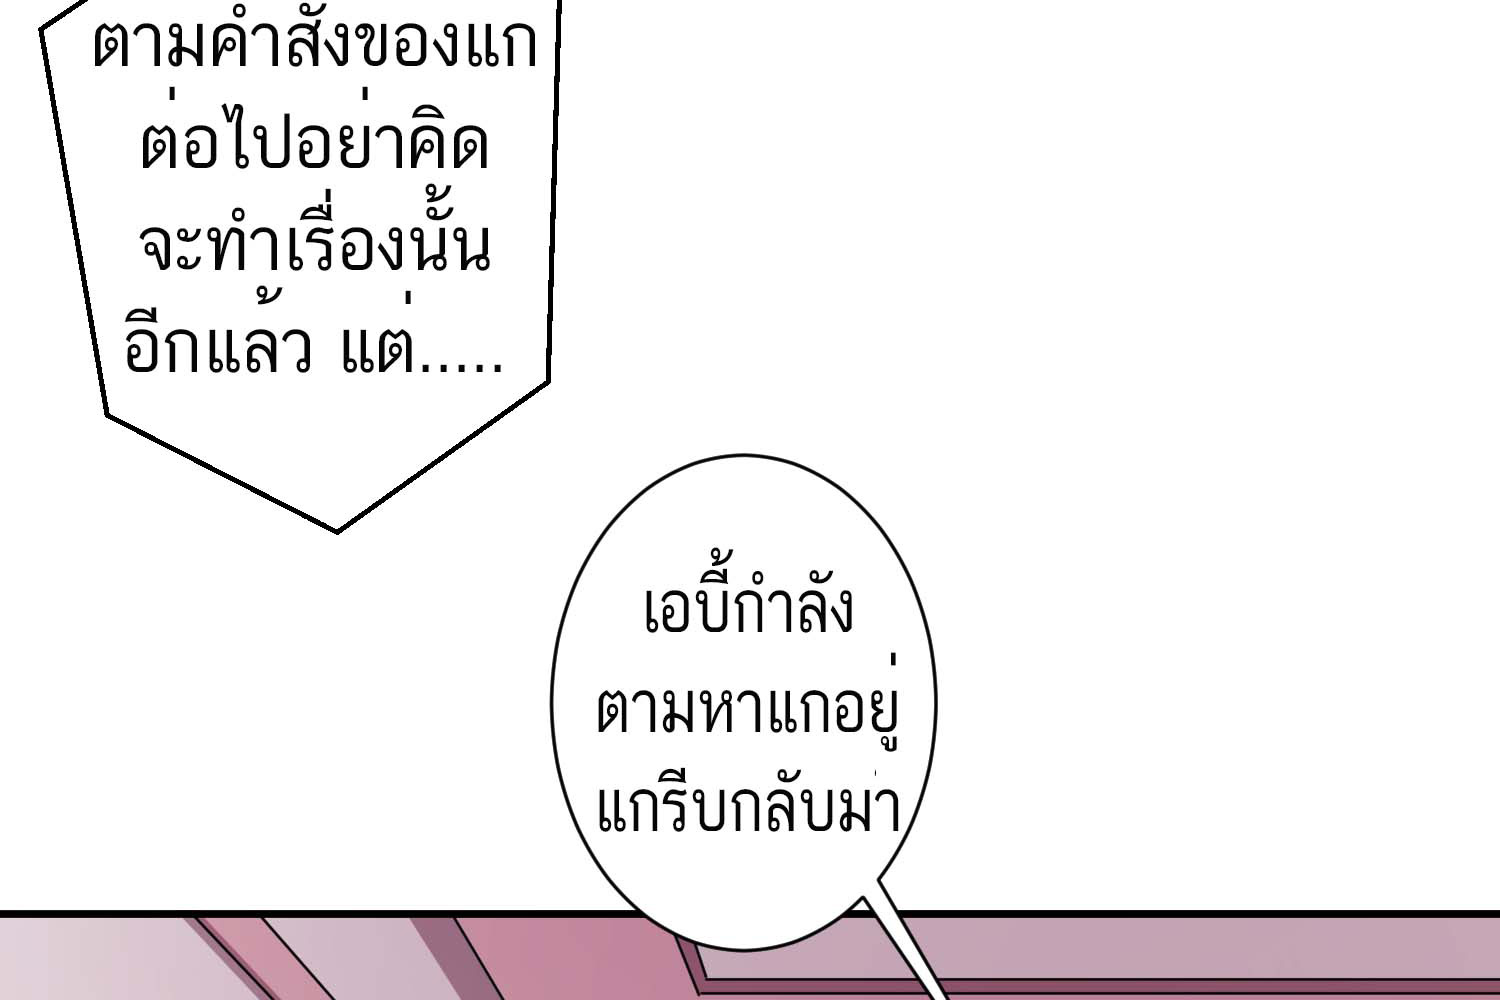 ตามคำสั่งของแก
ต่อไปอย่าคิด
จะทำเรื่องนั้น
อีกแล้ว แต่.....
เอบี้กำลัง
ตามหาแกอยู่
แกรีบกลับมา